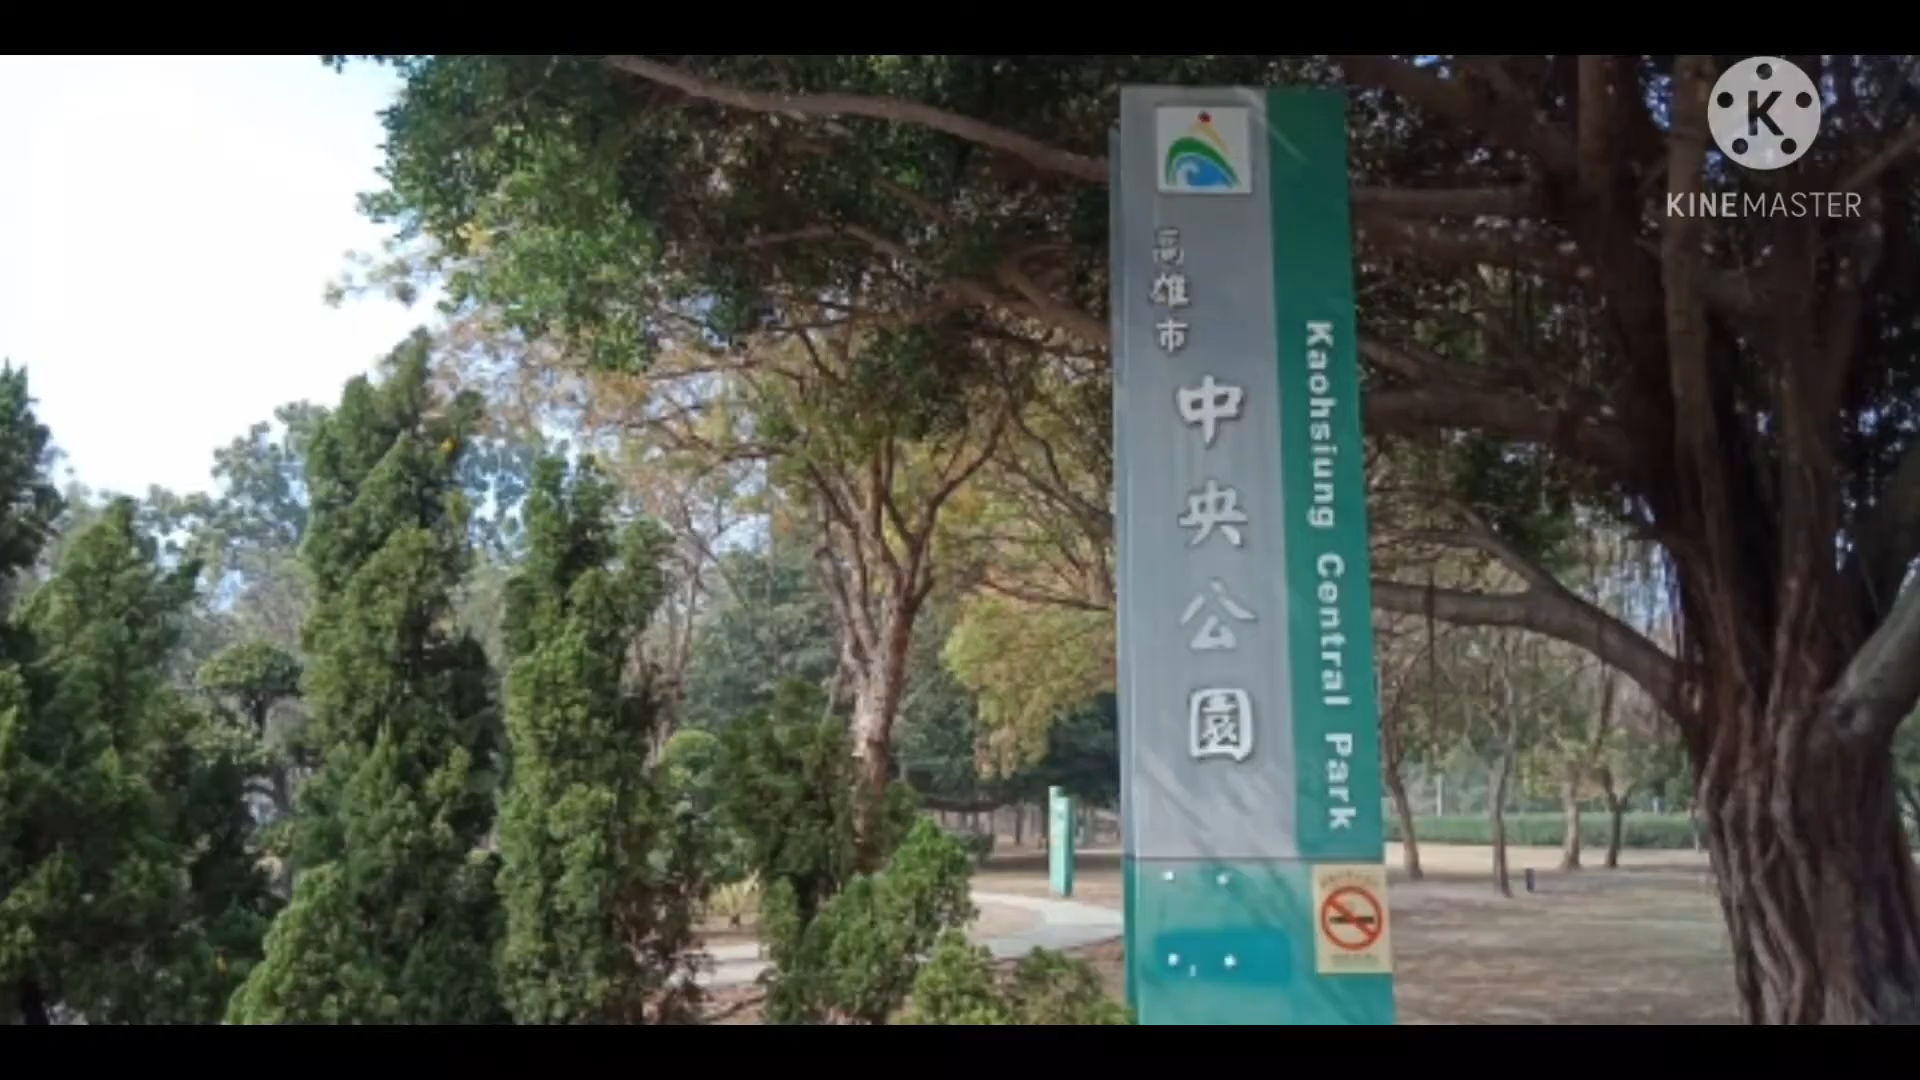 高雄市
中央公園
Kaohsiung Central Park
KINEMASTER